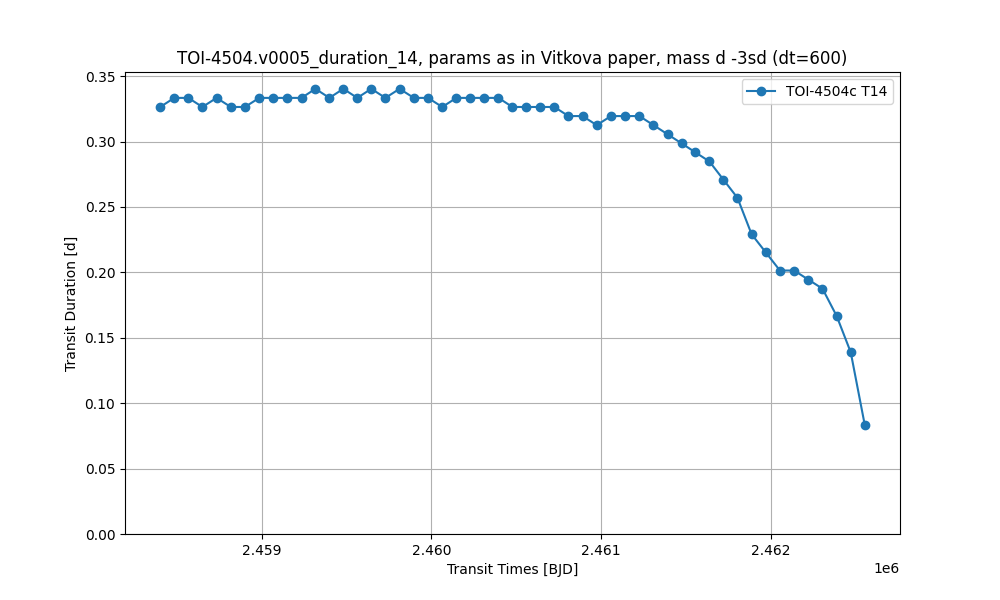 TOI-4504.v0005_duration_14, params as in Vitkova paper, mass d -3sd (dt=600)
TOI-4504c T14
0.35
0.30
0.25
0.20
0.15
0.10
0.05
0.00
Transit Duration [d]
2.459 2.460 2.461 2.462
1e6
Transit Times [BJD]